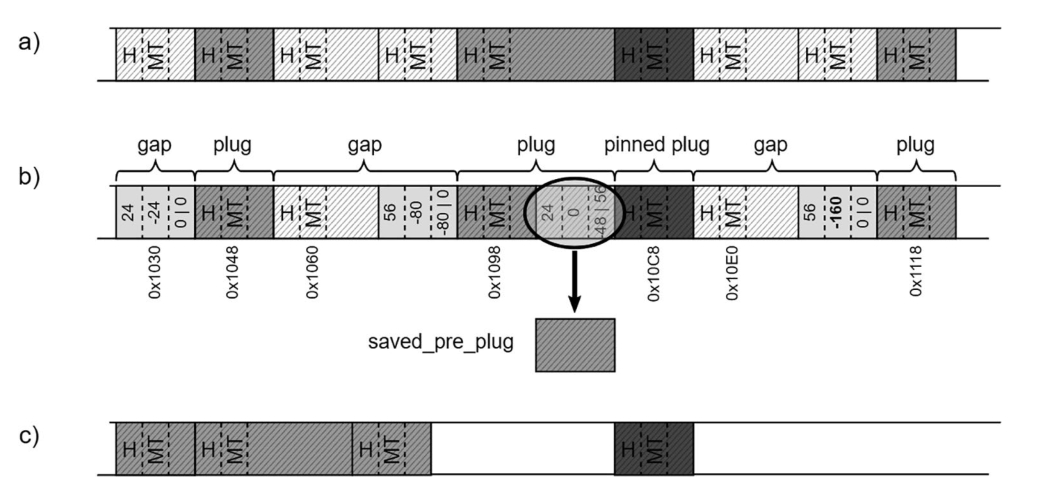 a)
H MT H MT H MT H MT H MT H MT H MT H MT H MT
gap plug gap plug pinned plug gap plug
b)
24 -24 0|0 H MT H MT 56 -80 -80|0 H MT 24 0 -48|56 H MT H MT 56 -160 0|0 H MT
0x1030 0x1048 0x1060 0x1098 0x10C8 0x10E0 0x1118
saved_pre_plug
c)
H MT H MT H MT H MT